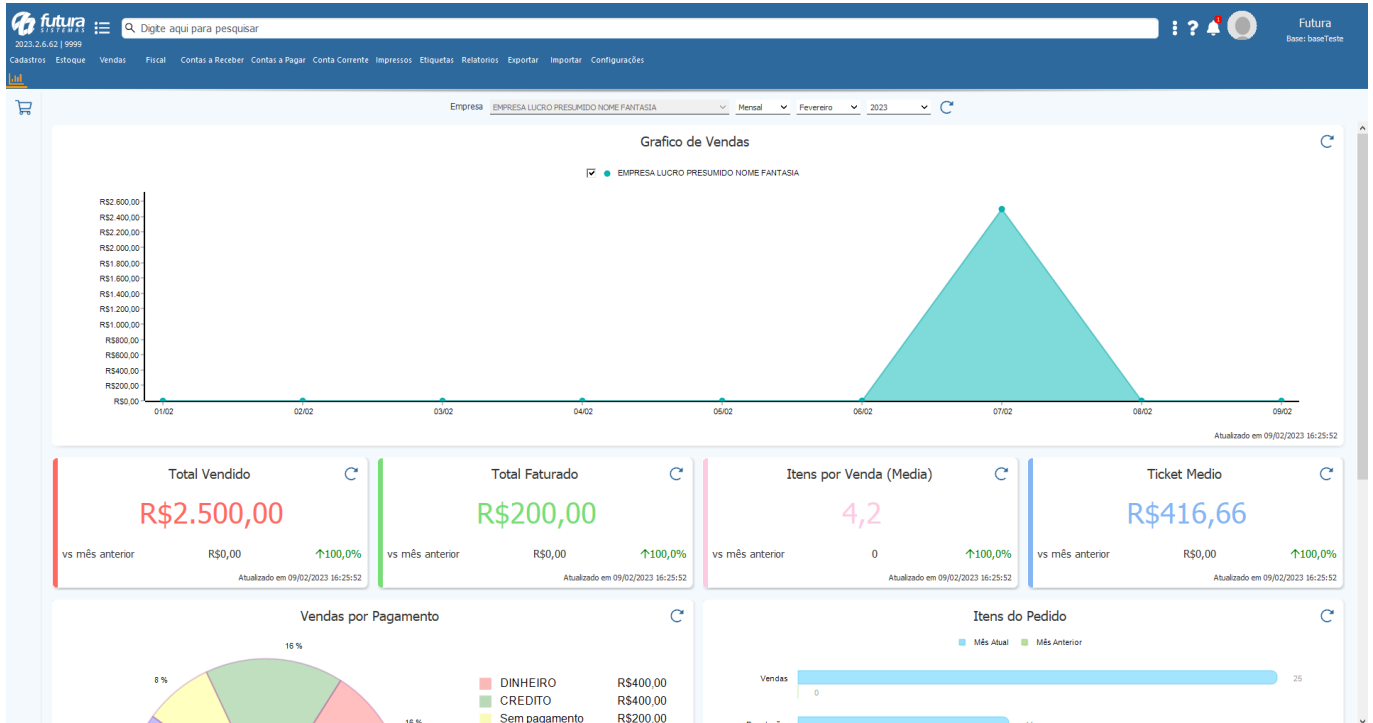 futura
SISTEMAS
Digite aqui para pesquisar
?
1
Futura
Base: baseTeste
2023.2.6.62 | 9999
Cadastros Estoque Vendas Fiscal Contas a Receber Contas a Pagar Conta Corrente Impressos Etiquetas Relatorios Exportar Importar Configurações
Empresa EMPRESA LUCRO PRESUMIDO NOME FANTASIA Mensal Fevereiro 2023
Grafico de Vendas
EMPRESA LUCRO PRESUMIDO NOME FANTASIA
R$2.600,00
R$2.400,00
R$2.200,00
R$2.000,00
R$1.800,00
R$1.600,00
R$1.400,00
R$1.200,00
R$1.000,00
R$800,00
R$600,00
R$400,00
R$200,00
R$0,00
01/02 02/02 03/02 04/02 05/02 06/02 07/02 08/02 09/02
Atualizado em 09/02/2023 16:25:52
Total Vendido
R$2.500,00
vs mês anterior R$0,00 ↑100,0%
Atualizado em 09/02/2023 16:25:52
Total Faturado
R$200,00
vs mês anterior R$0,00 ↑100,0%
Atualizado em 09/02/2023 16:25:52
Itens por Venda (Media)
4,2
vs mês anterior 0 ↑100,0%
Atualizado em 09/02/2023 16:25:52
Ticket Medio
R$416,66
vs mês anterior R$0,00 ↑100,0%
Atualizado em 09/02/2023 16:25:52
Vendas por Pagamento
16 %
8 %
16 %
DINHEIRO R$400,00
CREDITO R$400,00
Sem pagamento R$200,00
Itens do Pedido
Mês Atual Mês Anterior
Vendas 25
0